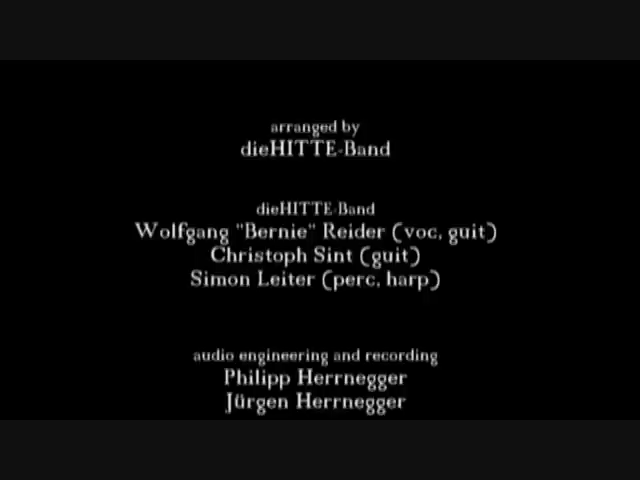 arranged by
dieHITTE-Band
dieHITTE-Band
Wolfgang "Bernie" Reider (voc, guit)
Christoph Sint (guit)
Simon Leiter (perc, harp)
audio engineering and recording
Philipp Herrnegger
Jürgen Herrnegger